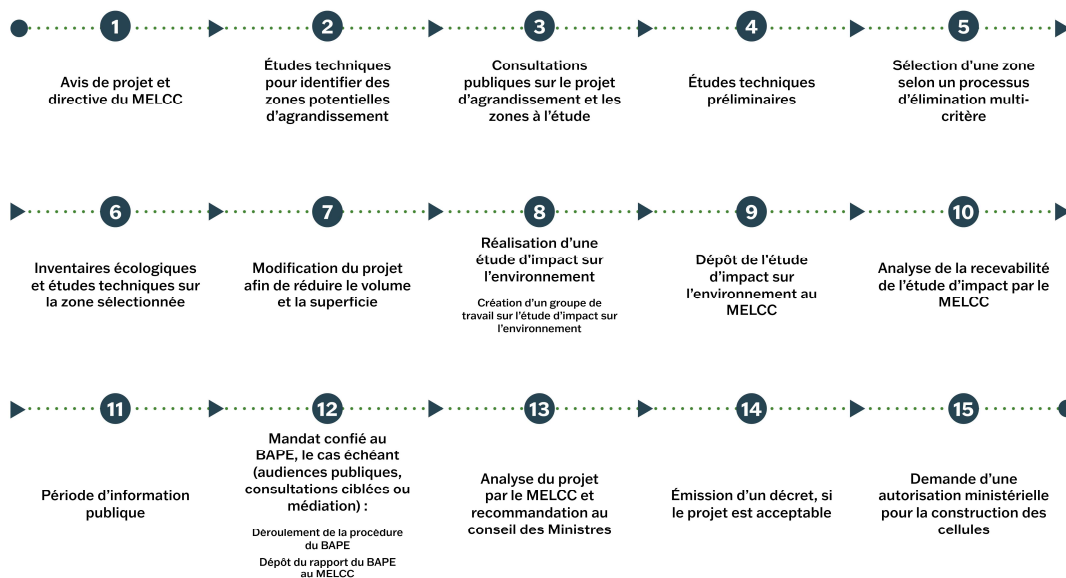 1
Avis de projet et
directive du MELCC
2
Études techniques
pour identifier des
zones potentielles
d'agrandissement
3
Consultations
publiques sur le projet
d'agrandissement et les
zones à l'étude
4
Études techniques
préliminaires
5
Sélection d'une zone
selon un processus
d'élimination multi-
critère
6
Inventaires écologiques
et études techniques sur
la zone sélectionnée
7
Modification du projet
afin de réduire le volume
et la superficie
8
Réalisation d'une
étude d'impact sur
l'environnement
Création d'un groupe de
travail sur l'étude d'impact sur
l'environnement
9
Dépôt de l'étude
d'impact sur
l'environnement au
MELCC
10
Analyse de la recevabilité
de l'étude d'impact par le
MELCC
11
Période d'information
publique
12
Mandat confié au
BAPE, le cas échéant
(audiences publiques,
consultations ciblées ou
médiation) :
Déroulement de la procédure
du BAPE
Dépôt du rapport du BAPE
au MELCC
13
Analyse du projet
par le MELCC et
recommandation au
conseil des Ministres
14
Émission d'un décret, si
le projet est acceptable
15
Demande d'une
autorisation ministérielle
pour la construction des
cellules